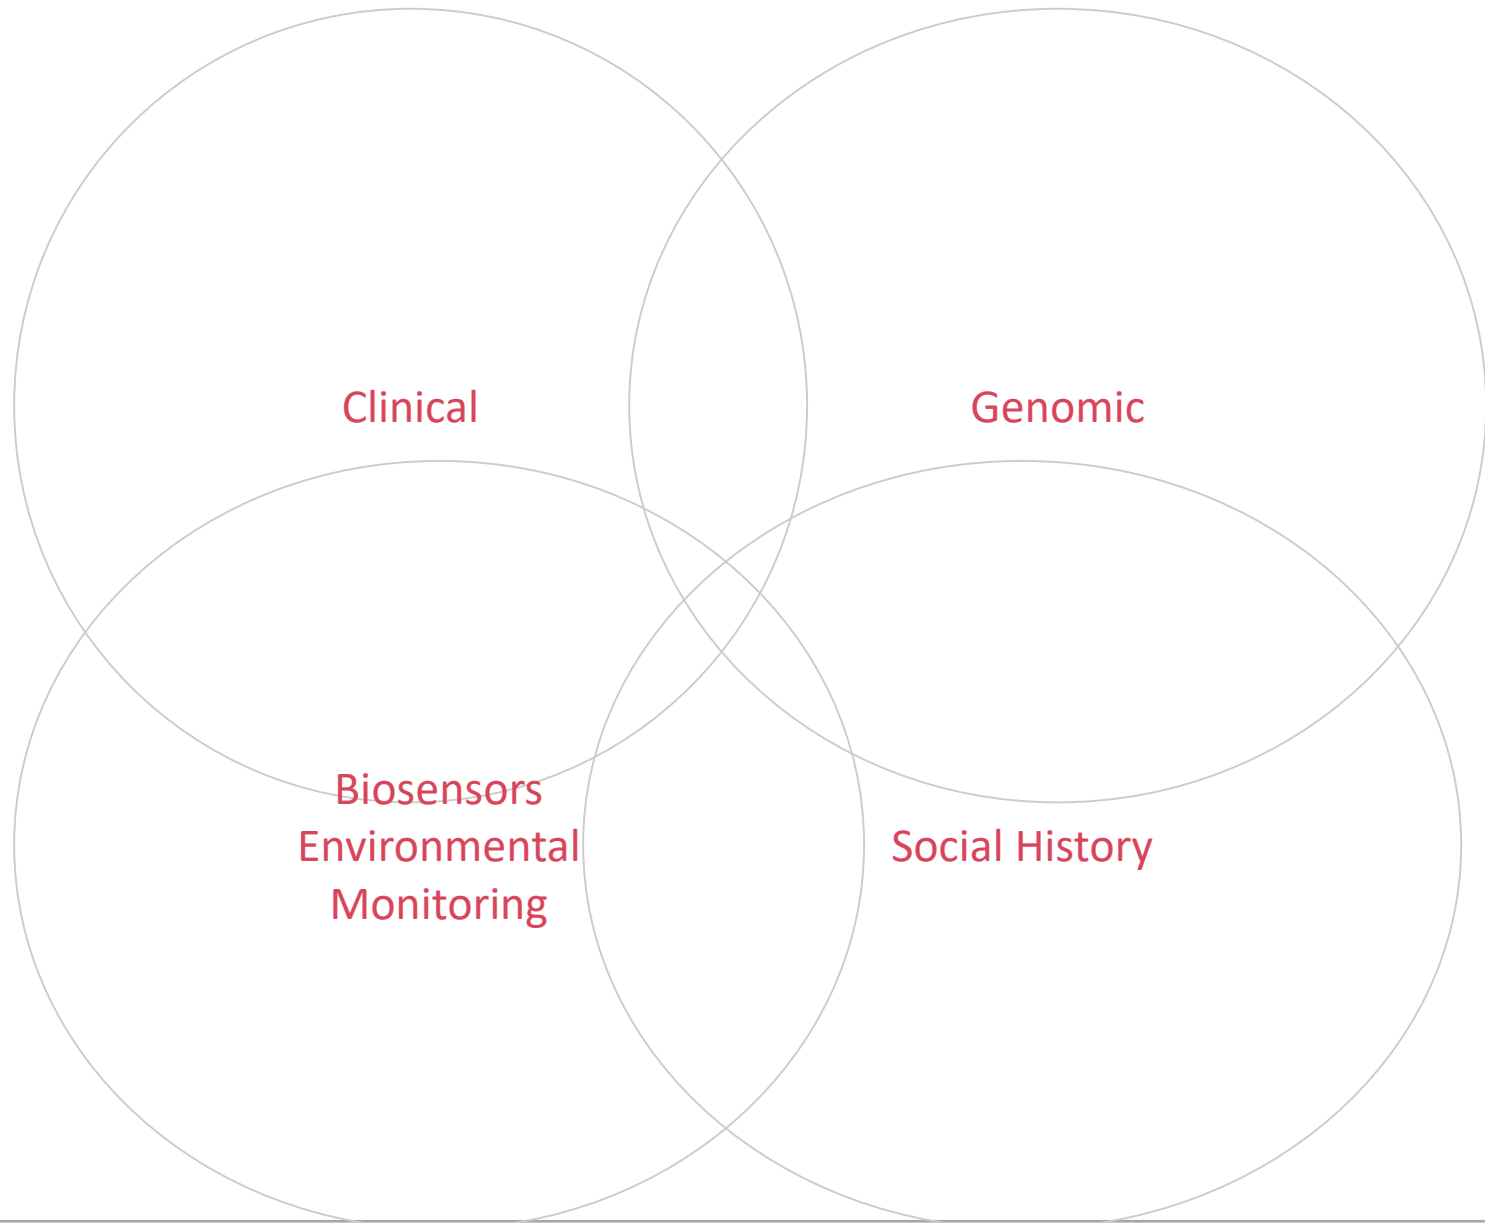 Clinical
Genomic
Biosensors
Environmental
Monitoring
Social History